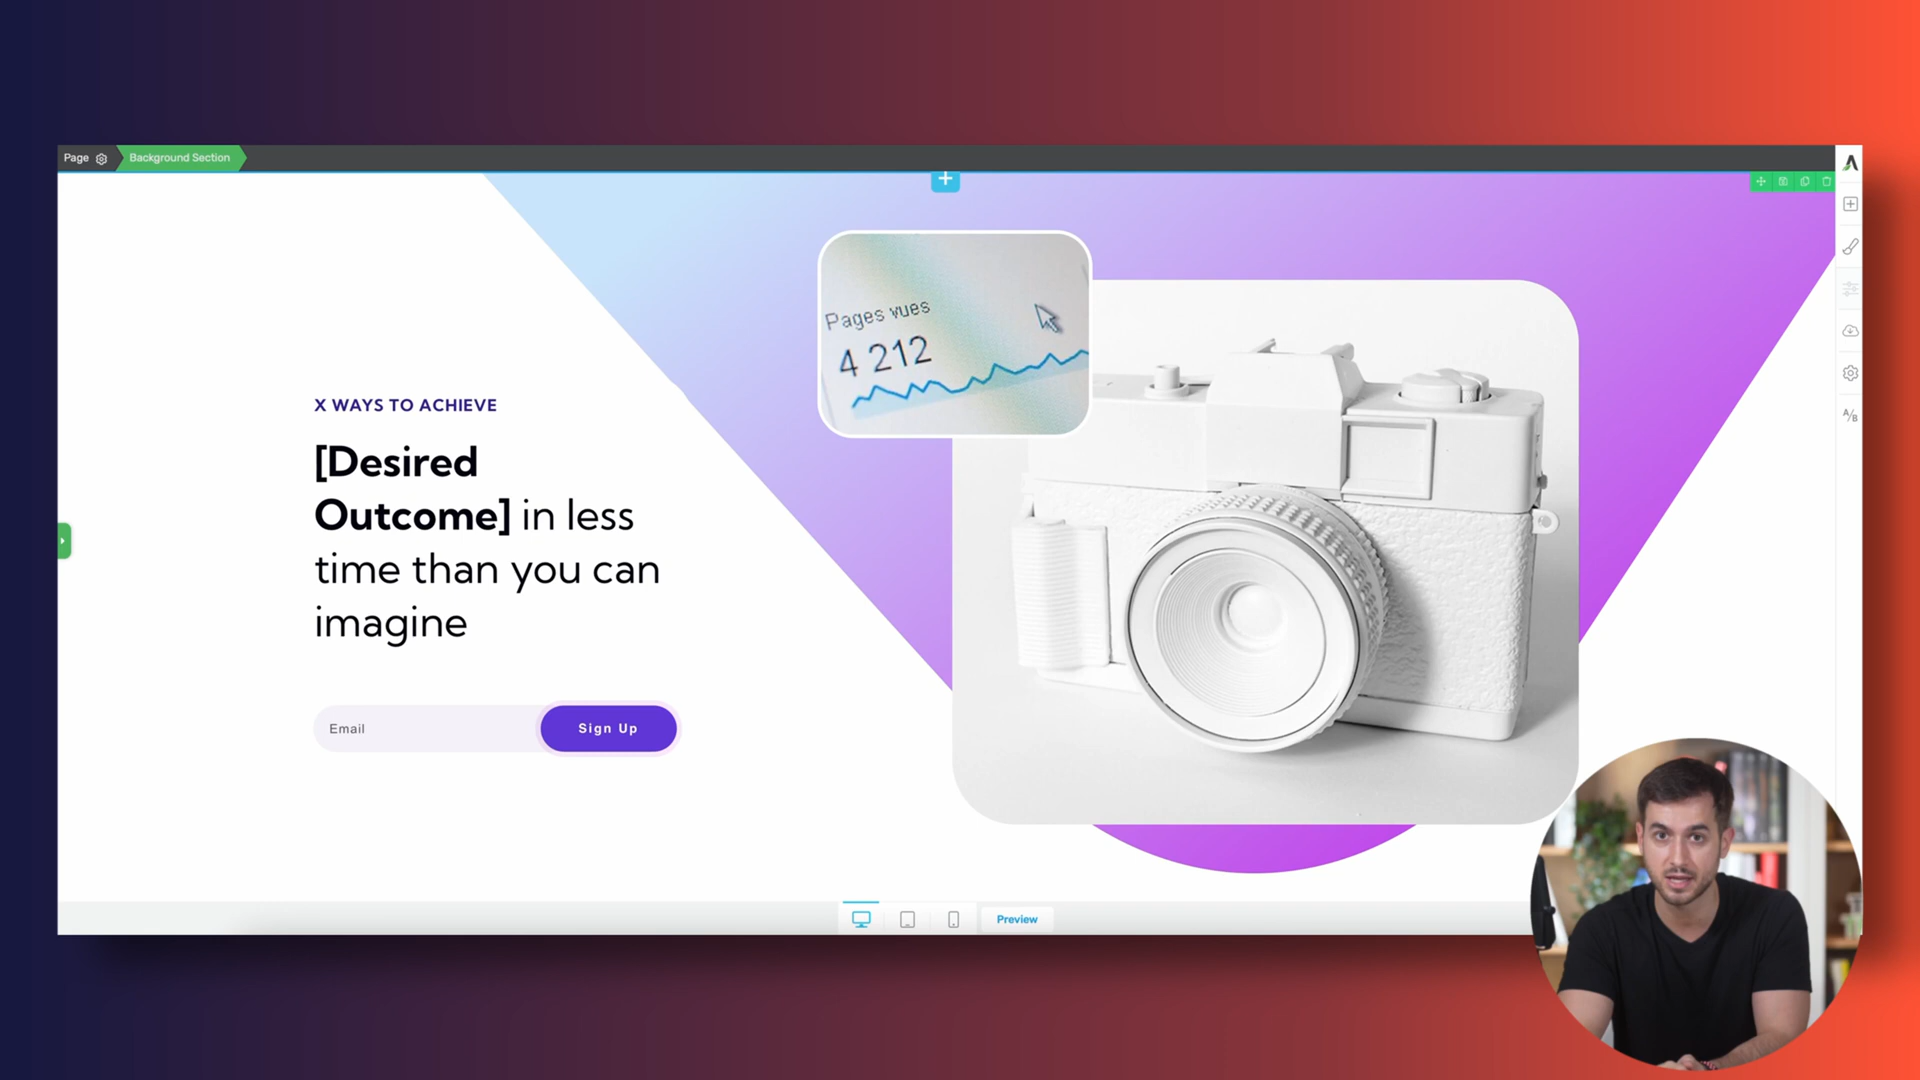 Page
Background Section
Pages vues
4 212
X WAYS TO ACHIEVE
[Desired
Outcome] in less
time than you can
imagine
Email
Sign Up
A/B
Preview